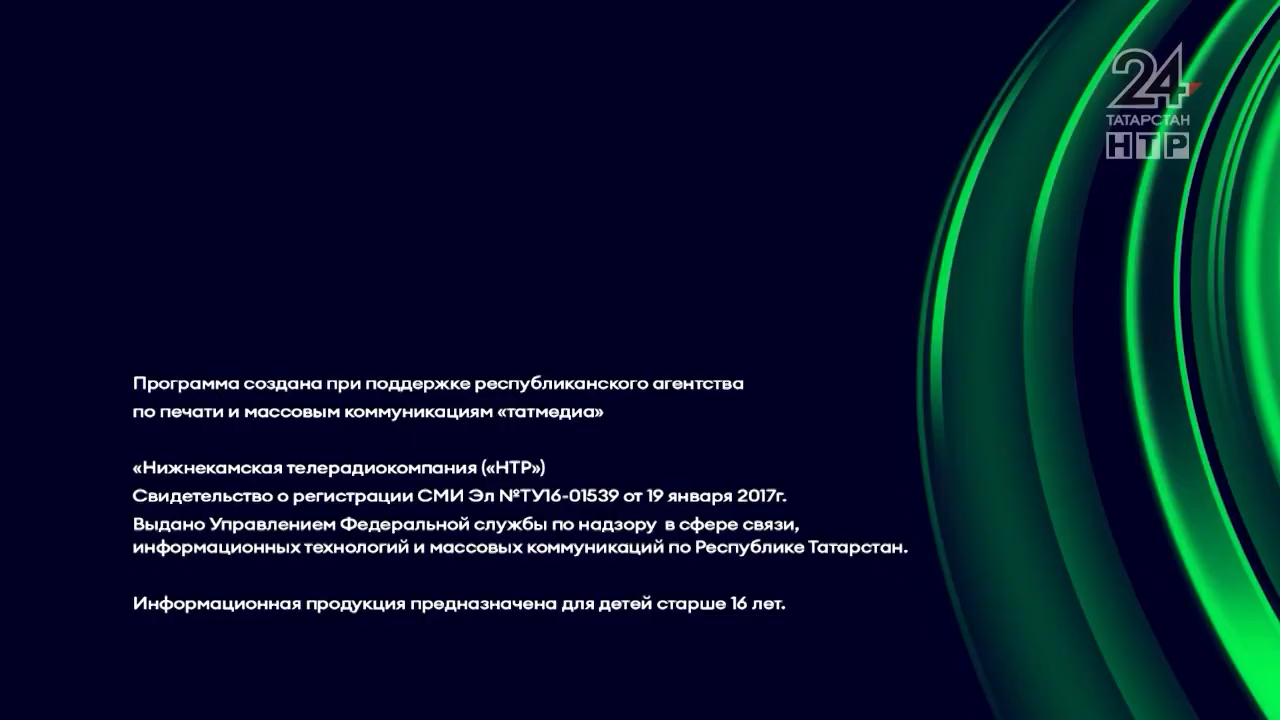 24
ТАТАРСТАН
НТР
Программа создана при поддержке республиканского агентства
по печати и массовым коммуникациям «татмедиа»
«Нижнекамская телерадиокомпания («НТР»)
Свидетельство о регистрации СМИ Эл №ТУ16-01539 от 19 января 2017г.
Выдано Управлением Федеральной службы по надзору  в сфере связи,
информационных технологий и массовых коммуникаций по Республике Татарстан.
Информационная продукция предназначена для детей старше 16 лет.